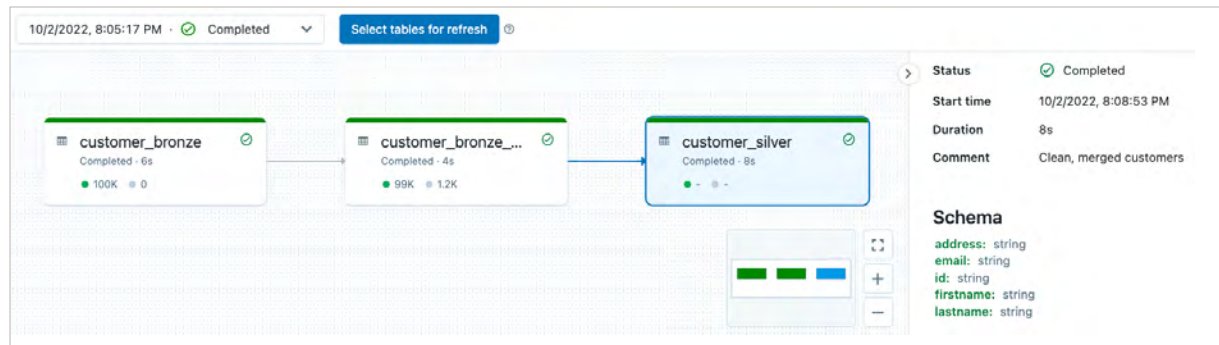 10/2/2022, 8:05:17 PM · Completed
Select tables for refresh
?
customer_bronze
Completed · 6s
100K 0
customer_bronze_...
Completed · 4s
99K 1.2K
customer_silver
Completed · 8s
- -
Status Completed
Start time 10/2/2022, 8:08:53 PM
Duration 8s
Comment Clean, merged customers
Schema
address: string
email: string
id: string
firstname: string
lastname: string